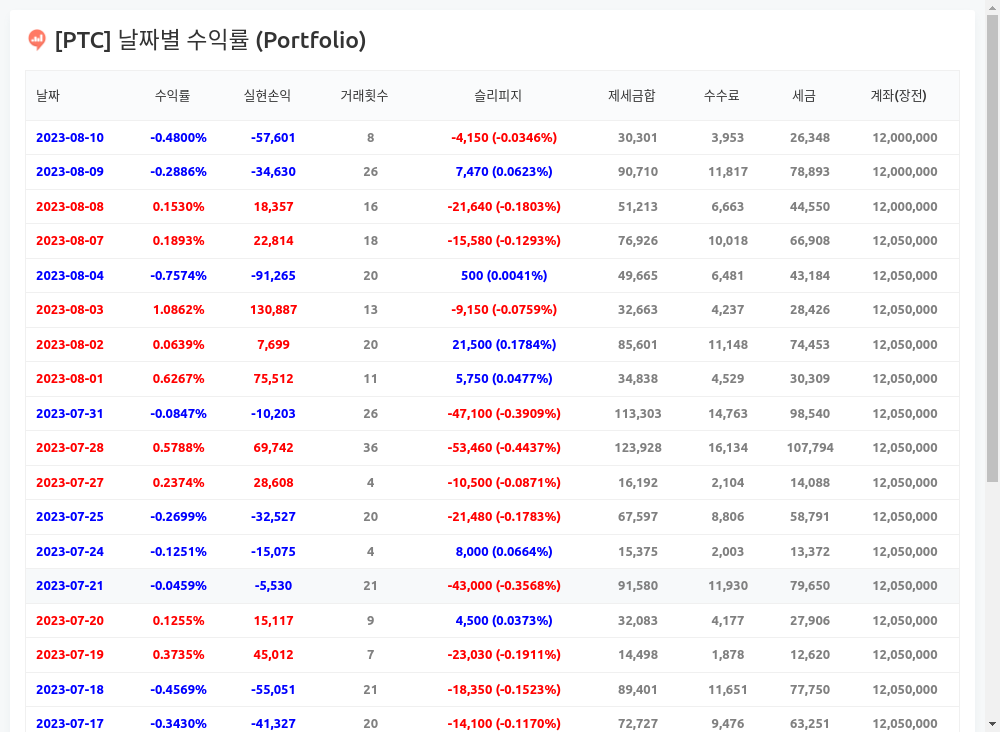 [PTC] 날짜별 수익률 (Portfolio)
날짜 수익률 실현손익 거래횟수 슬리피지 제세금합 수수료 세금 계좌(장전)
2023-08-10 -0.4800% -57,601 8 -4,150 (-0.0346%) 30,301 3,953 26,348 12,000,000
2023-08-09 -0.2886% -34,630 26 7,470 (0.0623%) 90,710 11,817 78,893 12,000,000
2023-08-08 0.1530% 18,357 16 -21,640 (-0.1803%) 51,213 6,663 44,550 12,000,000
2023-08-07 0.1893% 22,814 18 -15,580 (-0.1293%) 76,926 10,018 66,908 12,050,000
2023-08-04 -0.7574% -91,265 20 500 (0.0041%) 49,665 6,481 43,184 12,050,000
2023-08-03 1.0862% 130,887 13 -9,150 (-0.0759%) 32,663 4,237 28,426 12,050,000
2023-08-02 0.0639% 7,699 20 21,500 (0.1784%) 85,601 11,148 74,453 12,050,000
2023-08-01 0.6267% 75,512 11 5,750 (0.0477%) 34,838 4,529 30,309 12,050,000
2023-07-31 -0.0847% -10,203 26 -47,100 (-0.3909%) 113,303 14,763 98,540 12,050,000
2023-07-28 0.5788% 69,742 36 -53,460 (-0.4437%) 123,928 16,134 107,794 12,050,000
2023-07-27 0.2374% 28,608 4 -10,500 (-0.0871%) 16,192 2,104 14,088 12,050,000
2023-07-25 -0.2699% -32,527 20 -21,480 (-0.1783%) 67,597 8,806 58,791 12,050,000
2023-07-24 -0.1251% -15,075 4 8,000 (0.0664%) 15,375 2,003 13,372 12,050,000
2023-07-21 -0.0459% -5,530 21 -43,000 (-0.3568%) 91,580 11,930 79,650 12,050,000
2023-07-20 0.1255% 15,117 9 4,500 (0.0373%) 32,083 4,177 27,906 12,050,000
2023-07-19 0.3735% 45,012 7 -23,030 (-0.1911%) 14,498 1,878 12,620 12,050,000
2023-07-18 -0.4569% -55,051 21 -18,350 (-0.1523%) 89,401 11,651 77,750 12,050,000
2023-07-17 -0.3430% -41,327 20 -14,100 (-0.1170%) 72,727 9,476 63,251 12,050,000